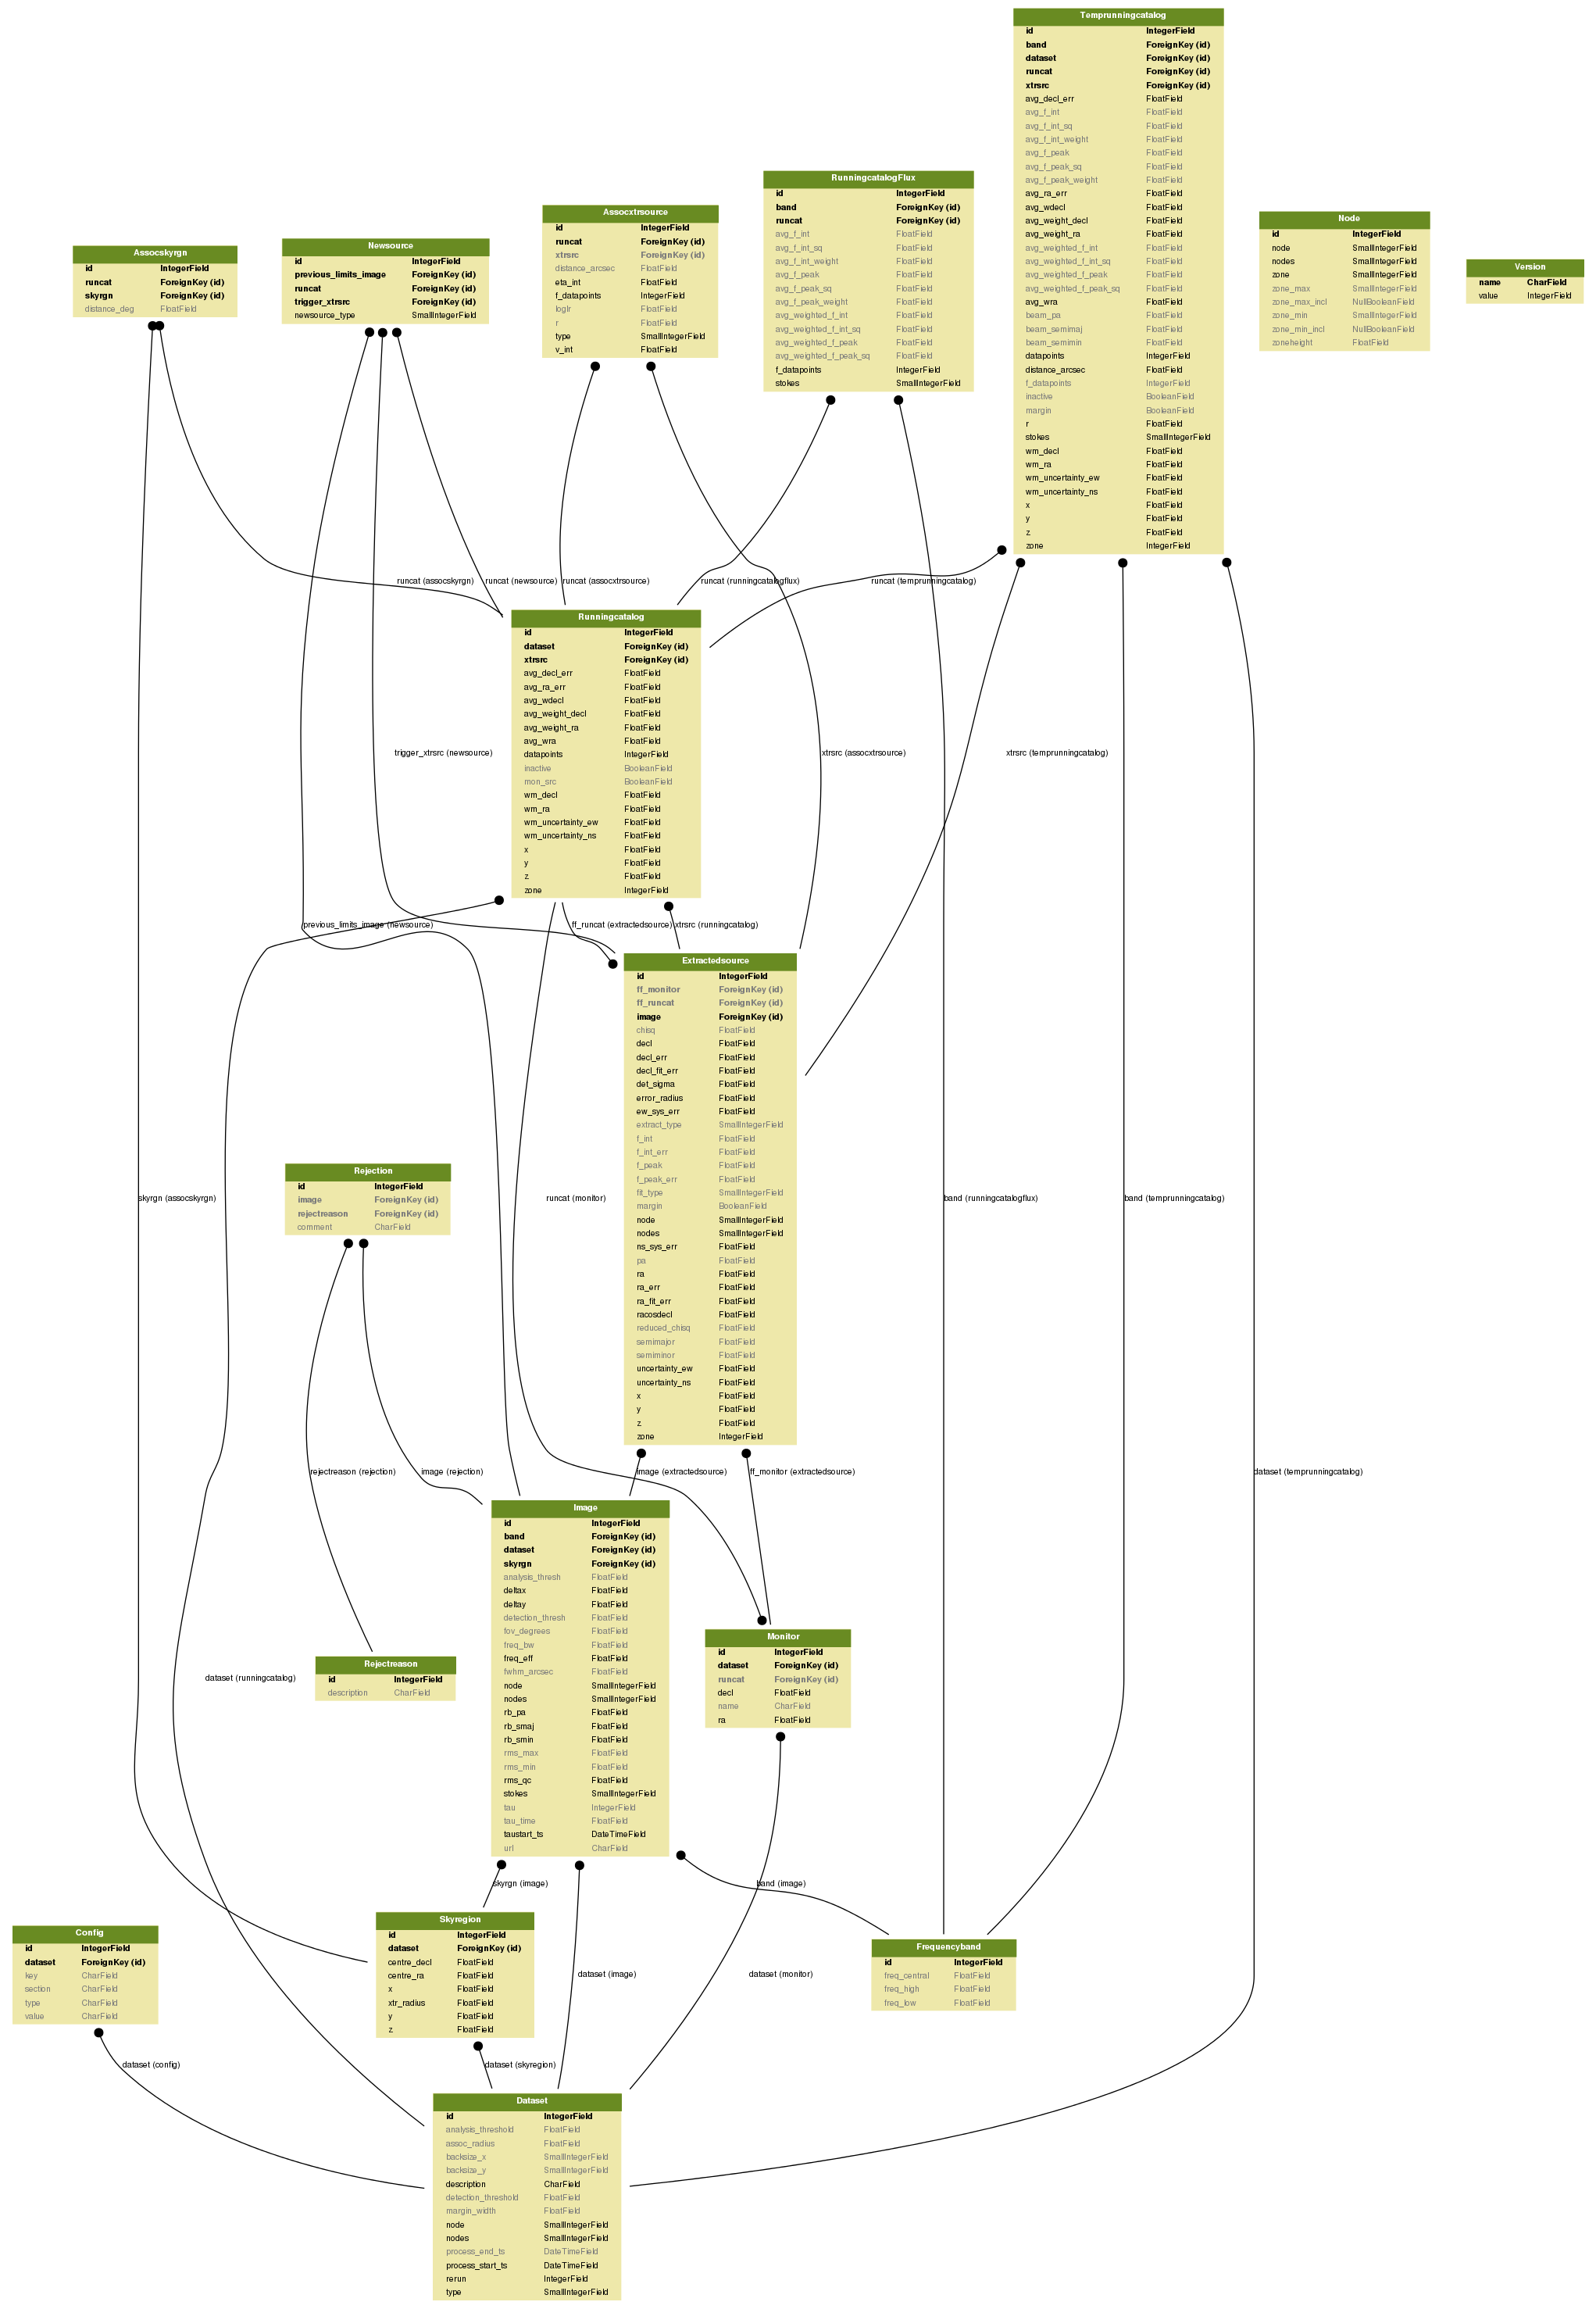 Temprunningcatalog
id IntegerField
band ForeignKey (id)
dataset ForeignKey (id)
runcat ForeignKey (id)
xtrsrc ForeignKey (id)
avg_decl_err FloatField
avg_f_int FloatField
avg_f_int_sq FloatField
avg_f_int_weight FloatField
avg_f_peak FloatField
avg_f_peak_sq FloatField
avg_f_peak_weight FloatField
avg_ra_err FloatField
avg_wdecl FloatField
avg_weight_decl FloatField
avg_weight_ra FloatField
avg_weighted_f_int FloatField
avg_weighted_f_int_sq FloatField
avg_weighted_f_peak FloatField
avg_weighted_f_peak_sq FloatField
avg_wra FloatField
beam_pa FloatField
beam_semimaj FloatField
beam_semimin FloatField
datapoints IntegerField
distance_arcsec FloatField
f_datapoints IntegerField
inactive BooleanField
margin BooleanField
r FloatField
stokes SmallIntegerField
wm_decl FloatField
wm_ra FloatField
wm_uncertainty_ew FloatField
wm_uncertainty_ns FloatField
x FloatField
y FloatField
z FloatField
zone IntegerField
RunningcatalogFlux
id IntegerField
band ForeignKey (id)
runcat ForeignKey (id)
avg_f_int FloatField
avg_f_int_sq FloatField
avg_f_int_weight FloatField
avg_f_peak FloatField
avg_f_peak_sq FloatField
avg_f_peak_weight FloatField
avg_weighted_f_int FloatField
avg_weighted_f_int_sq FloatField
avg_weighted_f_peak FloatField
avg_weighted_f_peak_sq FloatField
f_datapoints IntegerField
stokes SmallIntegerField
Assocxtrsource
id IntegerField
runcat ForeignKey (id)
xtrsrc ForeignKey (id)
distance_arcsec FloatField
eta_int FloatField
f_datapoints IntegerField
loglr FloatField
r FloatField
type SmallIntegerField
v_int FloatField
Newsource
id IntegerField
previous_limits_image ForeignKey (id)
runcat ForeignKey (id)
trigger_xtrsrc ForeignKey (id)
newsource_type SmallIntegerField
Assocskyrgn
id IntegerField
runcat ForeignKey (id)
skyrgn ForeignKey (id)
distance_deg FloatField
Node
id IntegerField
node SmallIntegerField
nodes SmallIntegerField
zone SmallIntegerField
zone_max SmallIntegerField
zone_max_incl NullBooleanField
zone_min SmallIntegerField
zone_min_incl NullBooleanField
zoneheight FloatField
Version
name CharField
value IntegerField
runcat (assocskyrgn)
runcat (newsource)
runcat (assocxtrsource)
runcat (runningcatalogflux)
runcat (temprunningcatalog)
Runningcatalog
id IntegerField
dataset ForeignKey (id)
xtrsrc ForeignKey (id)
avg_decl_err FloatField
avg_ra_err FloatField
avg_wdecl FloatField
avg_weight_decl FloatField
avg_weight_ra FloatField
avg_wra FloatField
datapoints IntegerField
inactive BooleanField
mon_src BooleanField
wm_decl FloatField
wm_ra FloatField
wm_uncertainty_ew FloatField
wm_uncertainty_ns FloatField
x FloatField
y FloatField
z FloatField
zone IntegerField
trigger_xtrsrc (newsource)
xtrsrc (assocxtrsource)
xtrsrc (temprunningcatalog)
previous_limits_image (newsource)
ff_runcat (extractedsource)
xtrsrc (runningcatalog)
Extractedsource
id IntegerField
ff_monitor ForeignKey (id)
ff_runcat ForeignKey (id)
image ForeignKey (id)
chisq FloatField
decl FloatField
decl_err FloatField
decl_fit_err FloatField
det_sigma FloatField
error_radius FloatField
ew_sys_err FloatField
extract_type SmallIntegerField
f_int FloatField
f_int_err FloatField
f_peak FloatField
f_peak_err FloatField
fit_type SmallIntegerField
margin BooleanField
node SmallIntegerField
nodes SmallIntegerField
ns_sys_err FloatField
pa FloatField
ra FloatField
ra_err FloatField
ra_fit_err FloatField
racosdecl FloatField
reduced_chisq FloatField
semimajor FloatField
semiminor FloatField
uncertainty_ew FloatField
uncertainty_ns FloatField
x FloatField
y FloatField
z FloatField
zone IntegerField
Rejection
id IntegerField
image ForeignKey (id)
rejectreason ForeignKey (id)
comment CharField
skyrgn (assocskyrgn)
runcat (monitor)
band (runningcatalogflux)
band (temprunningcatalog)
rejectreason (rejection)
image (rejection)
image (extractedsource)
ff_monitor (extractedsource)
dataset (temprunningcatalog)
Image
id IntegerField
band ForeignKey (id)
dataset ForeignKey (id)
skyrgn ForeignKey (id)
analysis_thresh FloatField
deltax FloatField
deltay FloatField
detection_thresh FloatField
fov_degrees FloatField
freq_bw FloatField
freq_eff FloatField
fwhm_arcsec FloatField
node SmallIntegerField
nodes SmallIntegerField
rb_pa FloatField
rb_smaj FloatField
rb_smin FloatField
rms_max FloatField
rms_min FloatField
rms_qc FloatField
stokes SmallIntegerField
tau IntegerField
tau_time FloatField
taustart_ts DateTimeField
url CharField
Monitor
id IntegerField
dataset ForeignKey (id)
runcat ForeignKey (id)
decl FloatField
name CharField
ra FloatField
Rejectreason
id IntegerField
description CharField
dataset (runningcatalog)
skyrgn (image)
band (image)
Skyregion
id IntegerField
dataset ForeignKey (id)
centre_decl FloatField
centre_ra FloatField
x FloatField
xtr_radius FloatField
y FloatField
z FloatField
Config
id IntegerField
dataset ForeignKey (id)
key CharField
section CharField
type CharField
value CharField
Frequencyband
id IntegerField
freq_central FloatField
freq_high FloatField
freq_low FloatField
dataset (image)
dataset (monitor)
dataset (config)
dataset (skyregion)
Dataset
id IntegerField
analysis_threshold FloatField
assoc_radius FloatField
backsize_x SmallIntegerField
backsize_y SmallIntegerField
description CharField
detection_threshold FloatField
margin_width FloatField
node SmallIntegerField
nodes SmallIntegerField
process_end_ts DateTimeField
process_start_ts DateTimeField
rerun IntegerField
type SmallIntegerField